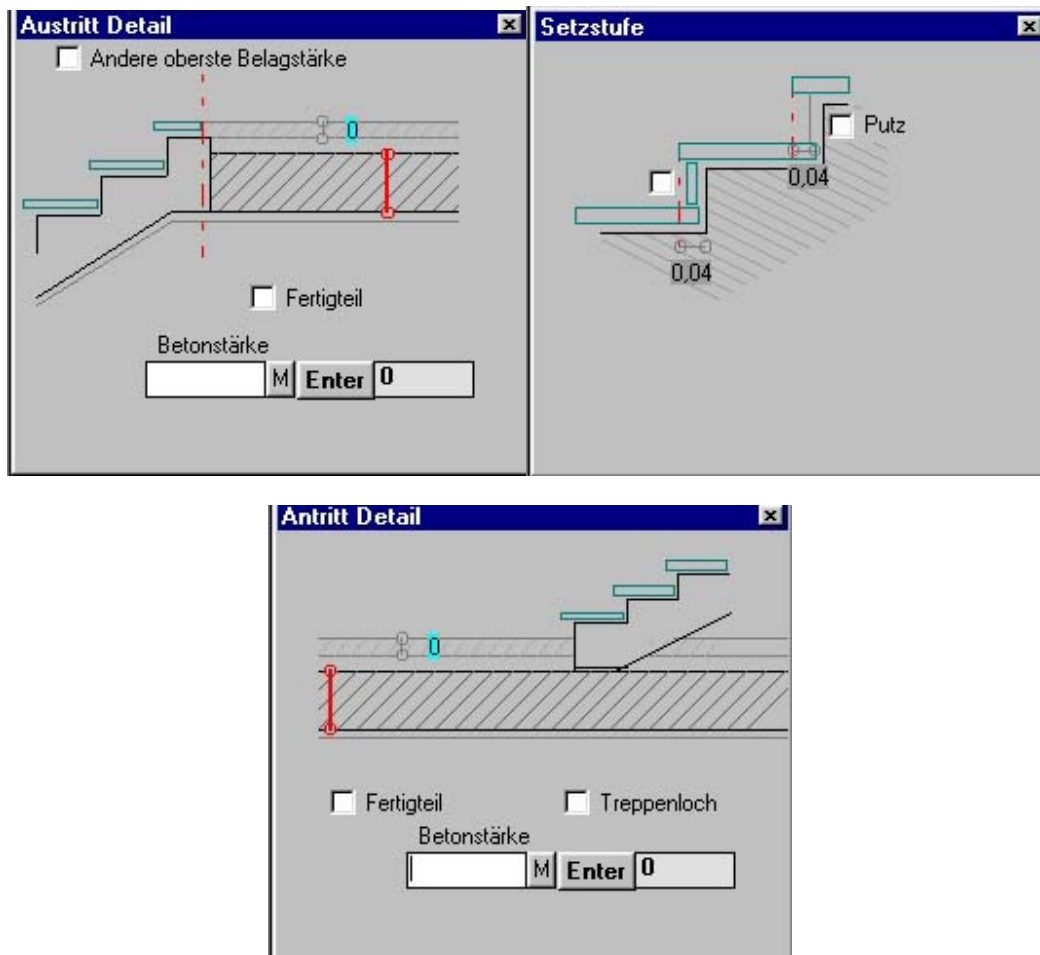 Austritt Detail
Andere oberste Belagstärke
0
Fertigteil
Betonstärke
M Enter 0
Setzstufe
Putz
0,04
0,04
Antritt Detail
0
Fertigteil Treppenloch
Betonstärke
M Enter 0